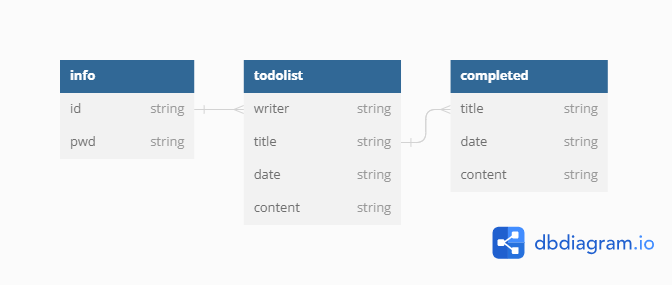 info
id string
pwd string
todolist
writer string
title string
date string
content string
completed
title string
date string
content string
dbdiagram.io